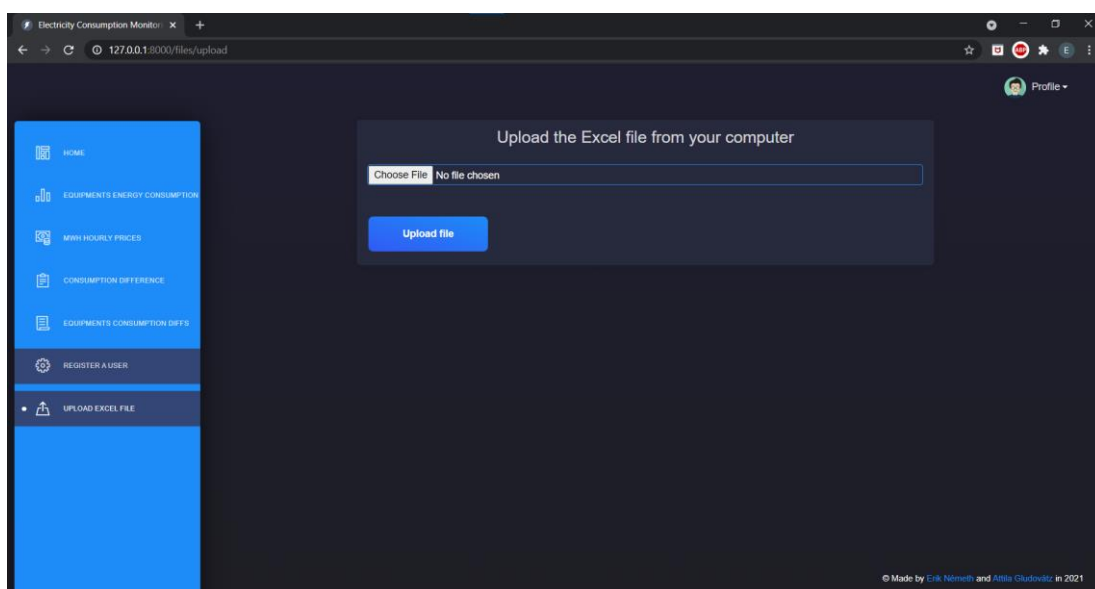 Electricity Consumption Monitori
127.0.0.1:8000/files/upload
ABP
E
Profile
Upload the Excel file from your computer
HOME
Choose File No file chosen
EQUIPMENTS ENERGY CONSUMPTION
MWH HOURLY PRICES
Upload file
CONSUMPTION DIFFERENCE
EQUIPMENTS CONSUMPTION DIFFS
REGISTER A USER
UPLOAD EXCEL FILE
© Made by Erik Németh and Attila Gludovátz in 2021